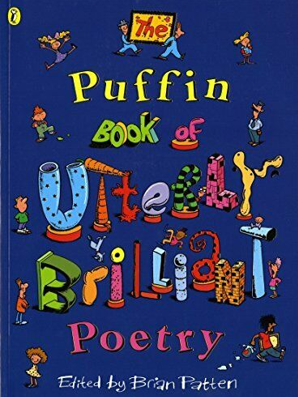 The
Puffin
BOOK OF
UTTERLY
BRILLIANT
Poetry
Edited by Brian Patten